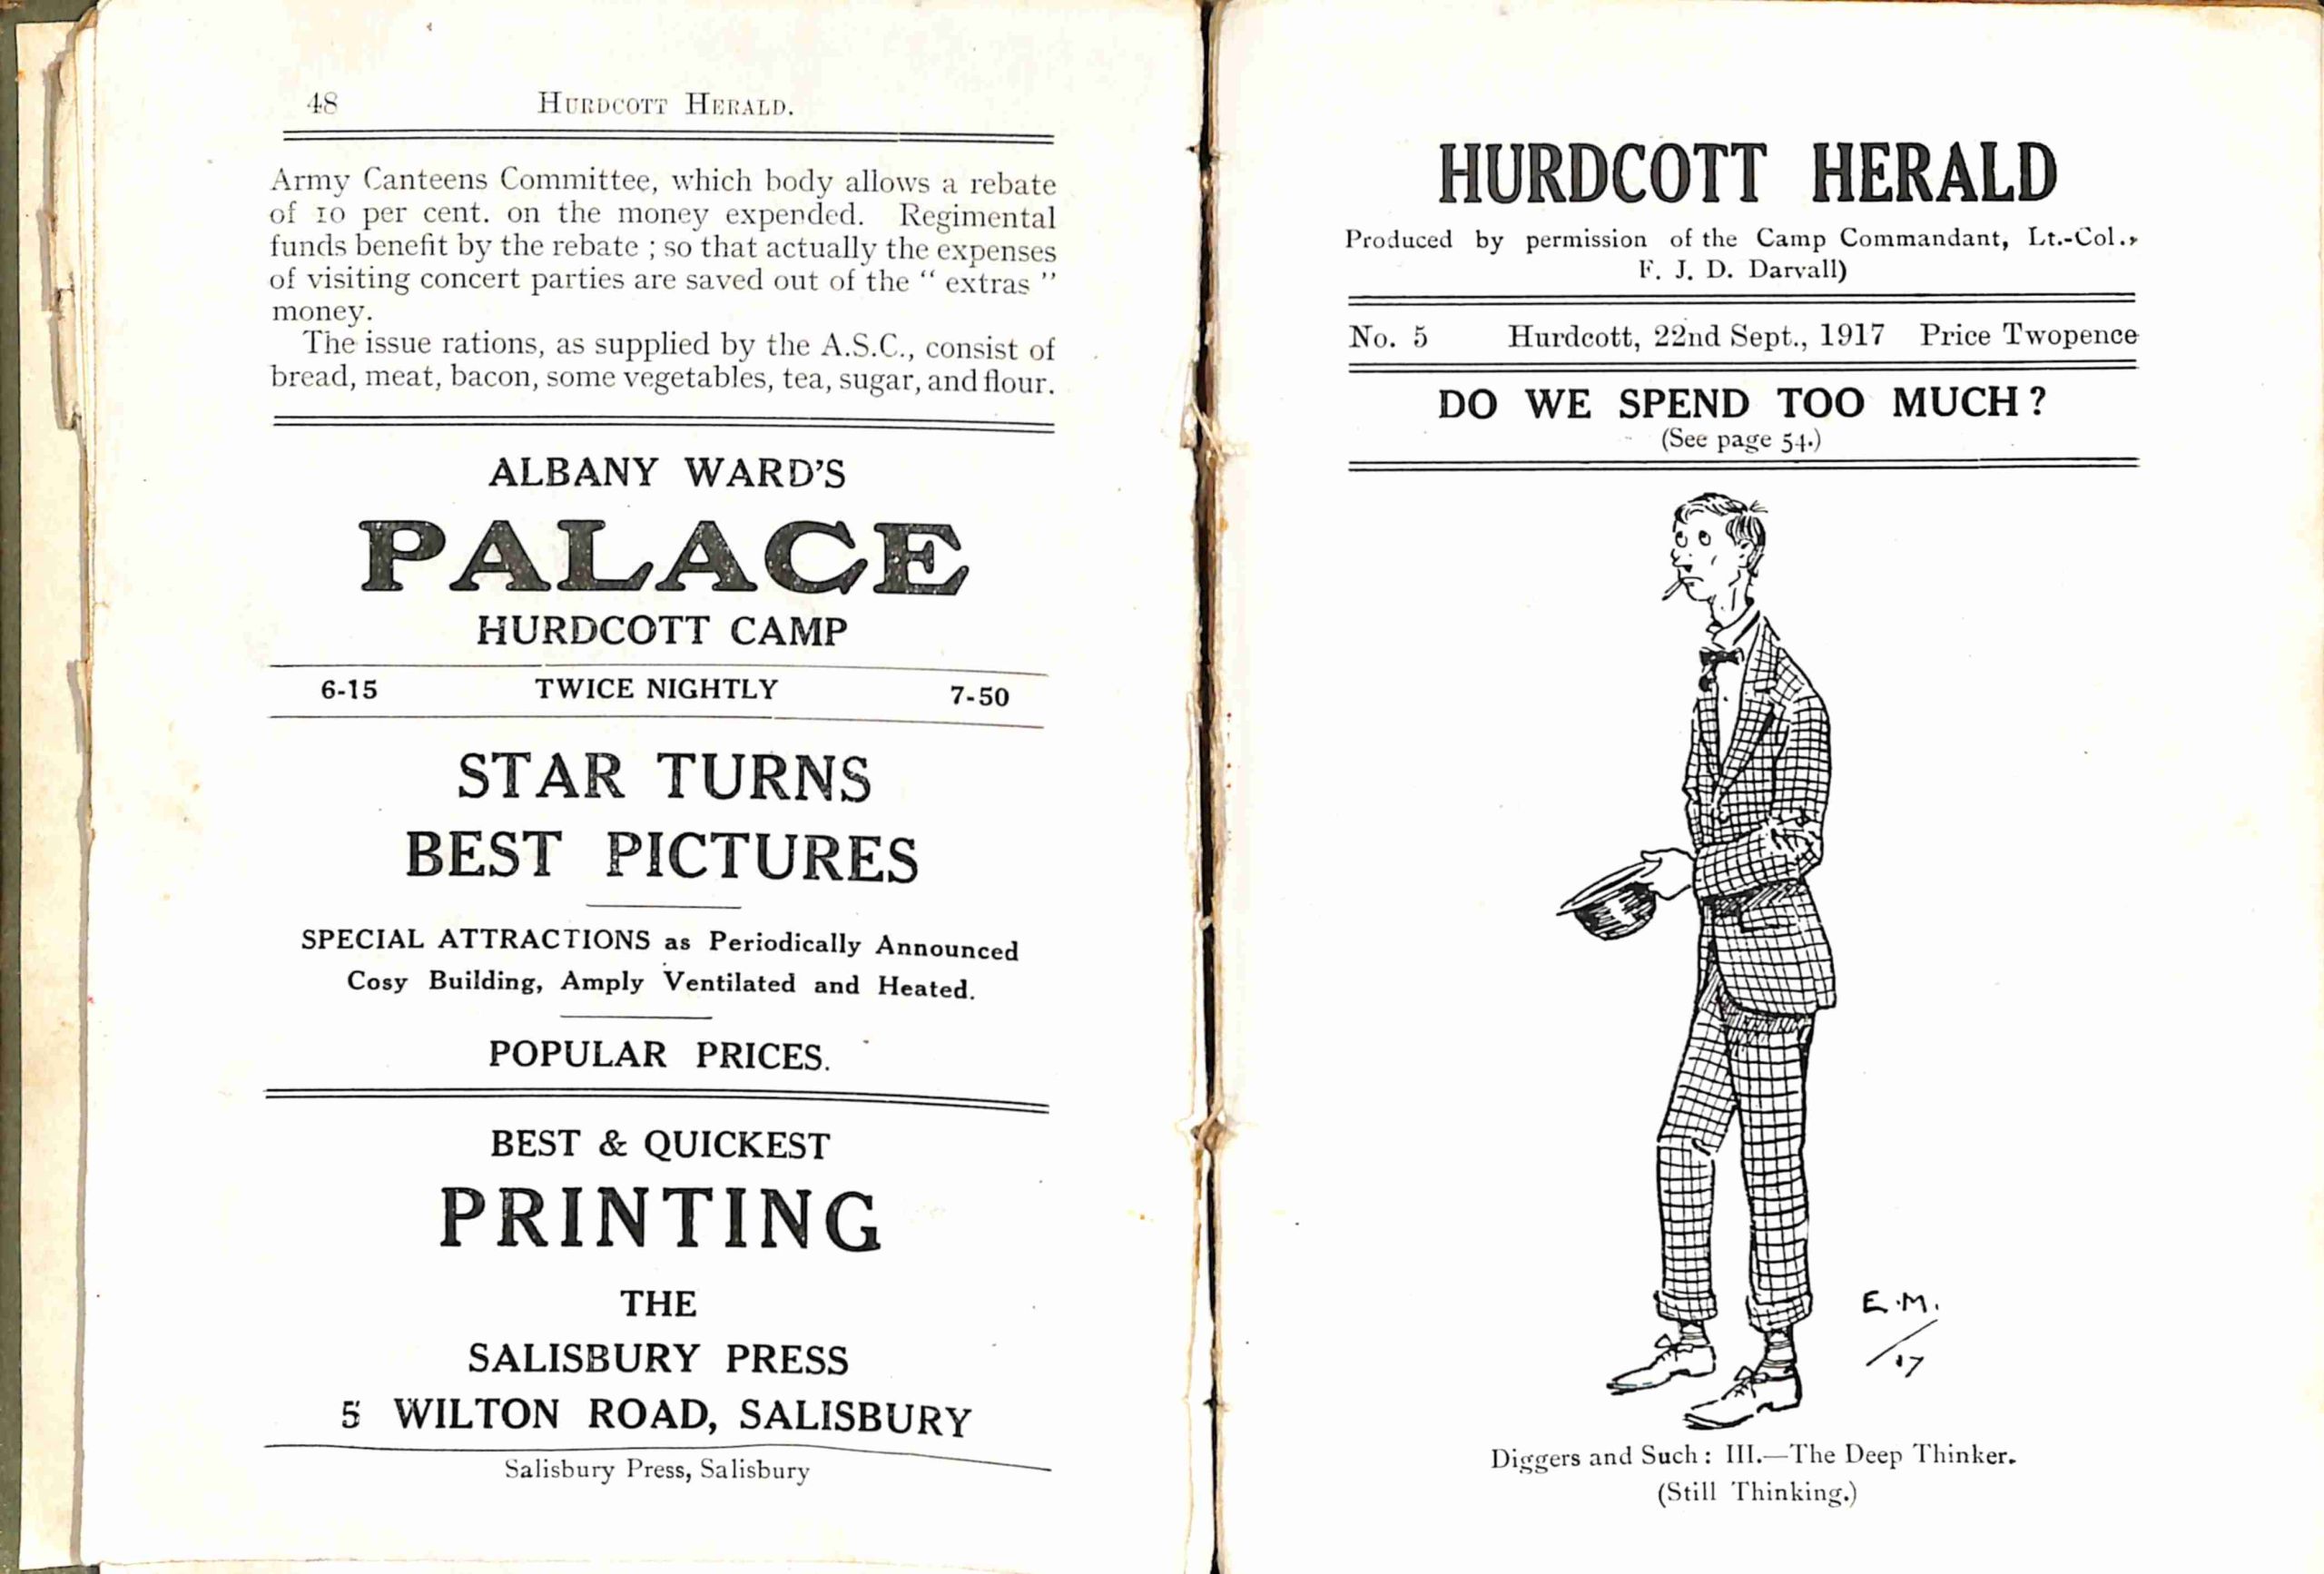 48 HURDCOTT HERALD.
Army Canteens Committee, which body allows a rebate
of 10 per cent. on the money expended. Regimental
funds benefit by the rebate ; so that actually the expenses
of visiting concert parties are saved out of the “ extras ”
money.
The issue rations, as supplied by the A.S.C., consist of
bread, meat, bacon, some vegetables, tea, sugar, and flour.
ALBANY WARD'S
PALACE
HURDCOTT CAMP
6-15 TWICE NIGHTLY 7-50
STAR TURNS
BEST PICTURES
SPECIAL ATTRACTIONS as Periodically Announced
Cosy Building, Amply Ventilated and Heated.
POPULAR PRICES.
BEST & QUICKEST
PRINTING
THE
SALISBURY PRESS
5 WILTON ROAD, SALISBURY
Salisbury Press, Salisbury
HURDCOTT HERALD
Produced by permission of the Camp Commandant, Lt.-Col.,
F. J. D. Darvall)
No. 5 Hurdcott, 22nd Sept., 1917 Price Twopence
DO WE SPEND TOO MUCH?
(See page 54.)
E.M.
/17
Diggers and Such: III.—The Deep Thinker.
(Still Thinking.)